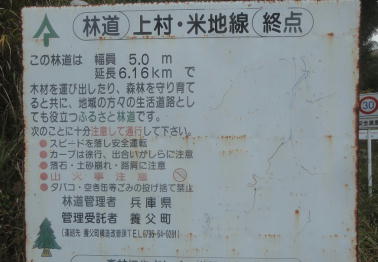 林道 上村・米地線 終点
この林道は 幅員 5.0 m
延長 6.16km で
木材を運び出したり、森林を守り育て
ると共に、地域の方々の生活道路とし
ても役立つふるさと林道です。
次のことに十分注意して通行して下さい。
● スピードを落し安全運転
● カーブは徐行、出合いがしらに注意
● 落石・土砂崩れ・路肩に注意
● 山火事注意
● タバコ・空き缶等ごみの投げ捨て禁止
林道管理者 兵庫県
管理受託者 養父町
30